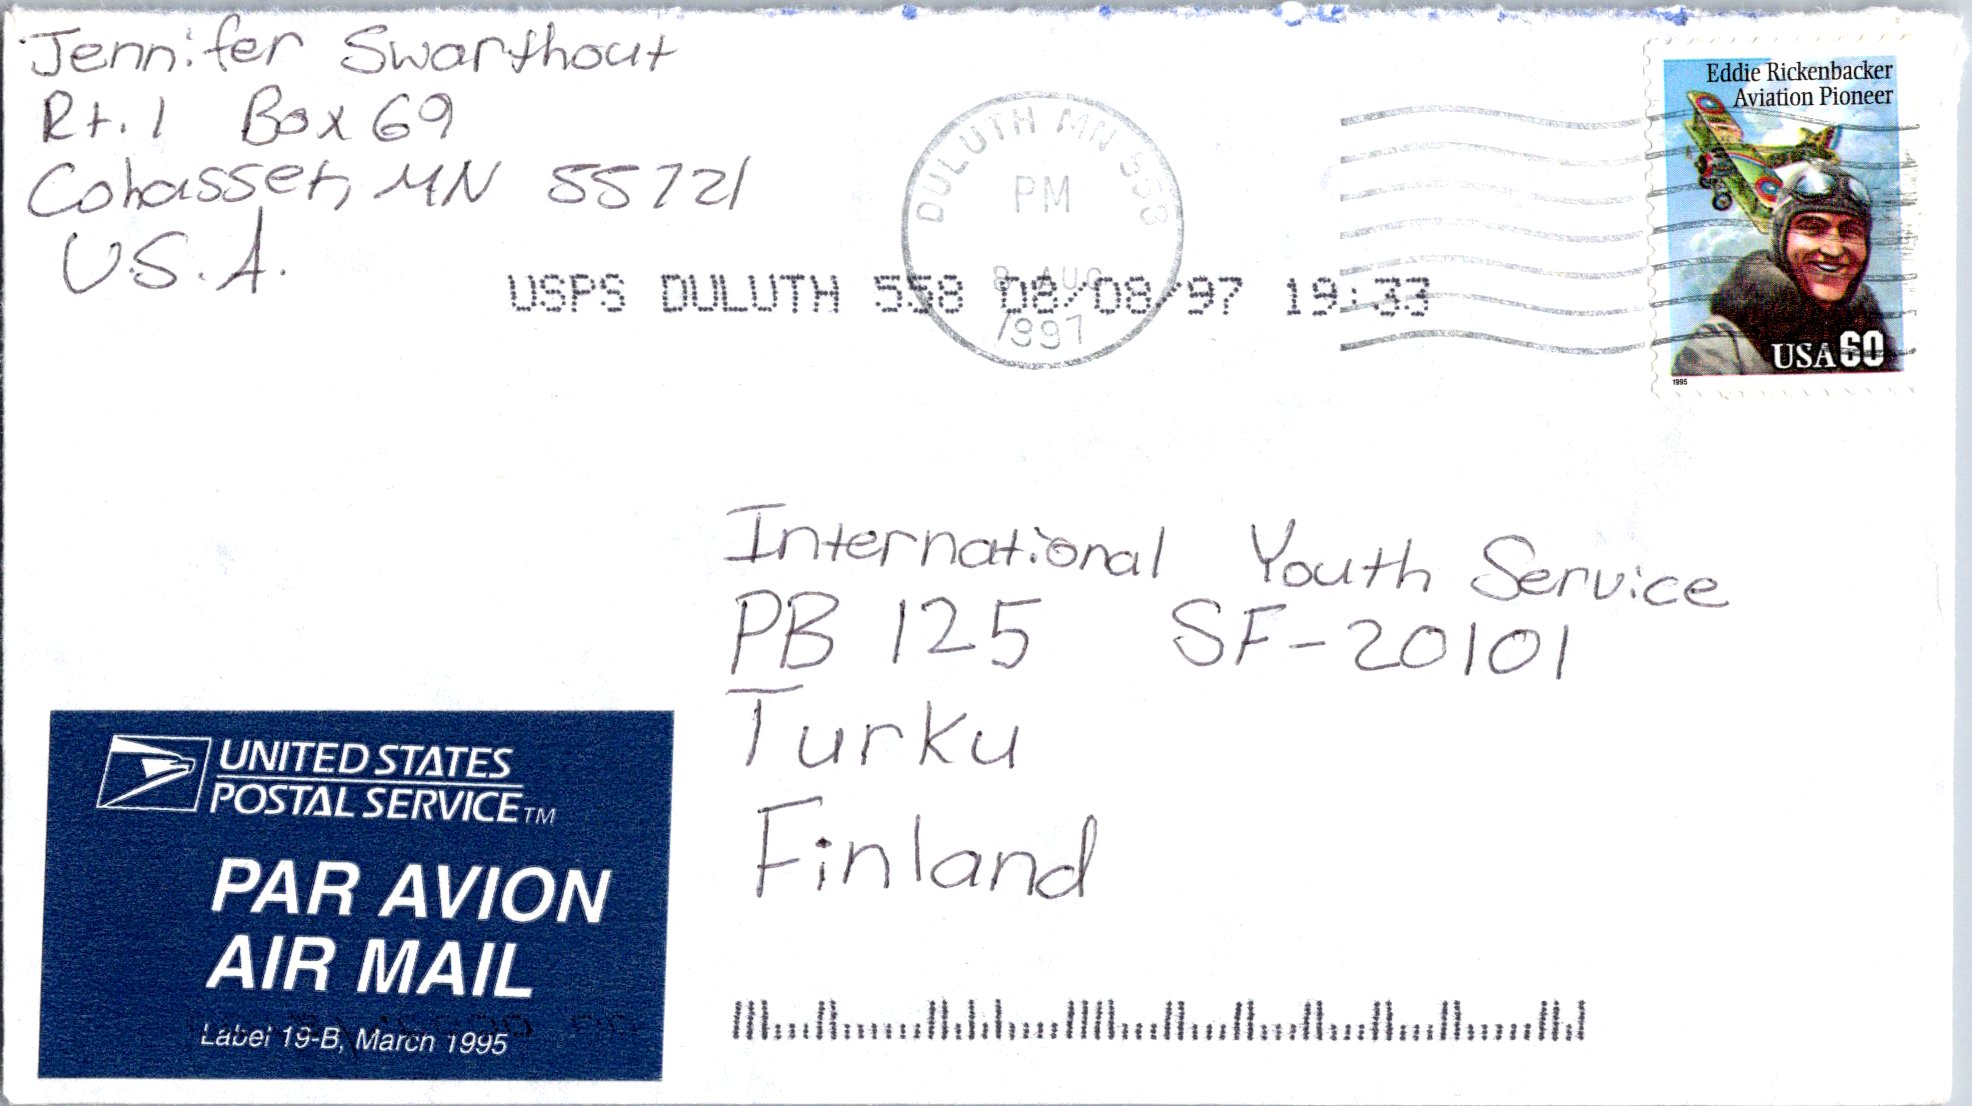 Jennifer Swarthout
Rt. 1 Box 69
Cohasset, MN 55721
U.S.A.
DULUTH MN 558
PM
8 AUG
1997
USPS DULUTH 558 08/08/97 19:33
Eddie Rickenbacker
Aviation Pioneer
USA 60
1995
International Youth Service
PB 125 SF-20101
Turku
Finland
UNITED STATES
POSTAL SERVICE TM
PAR AVION
AIR MAIL
Label 19-B, March 1995